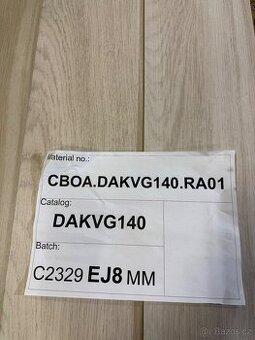 Material no.:
CBOA.DAKVG140.RA01
Catalog:
DAKVG140
Batch:
C2329 EJ8 MM